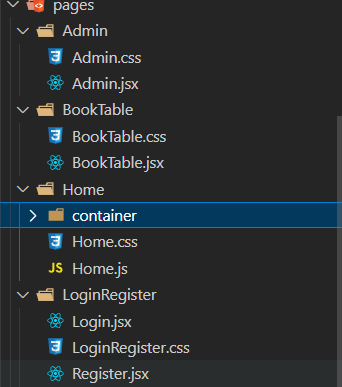 pages
Admin
Admin.css
Admin.jsx
BookTable
BookTable.css
BookTable.jsx
Home
container
Home.css
JS Home.js
LoginRegister
Login.jsx
LoginRegister.css
Register.jsx